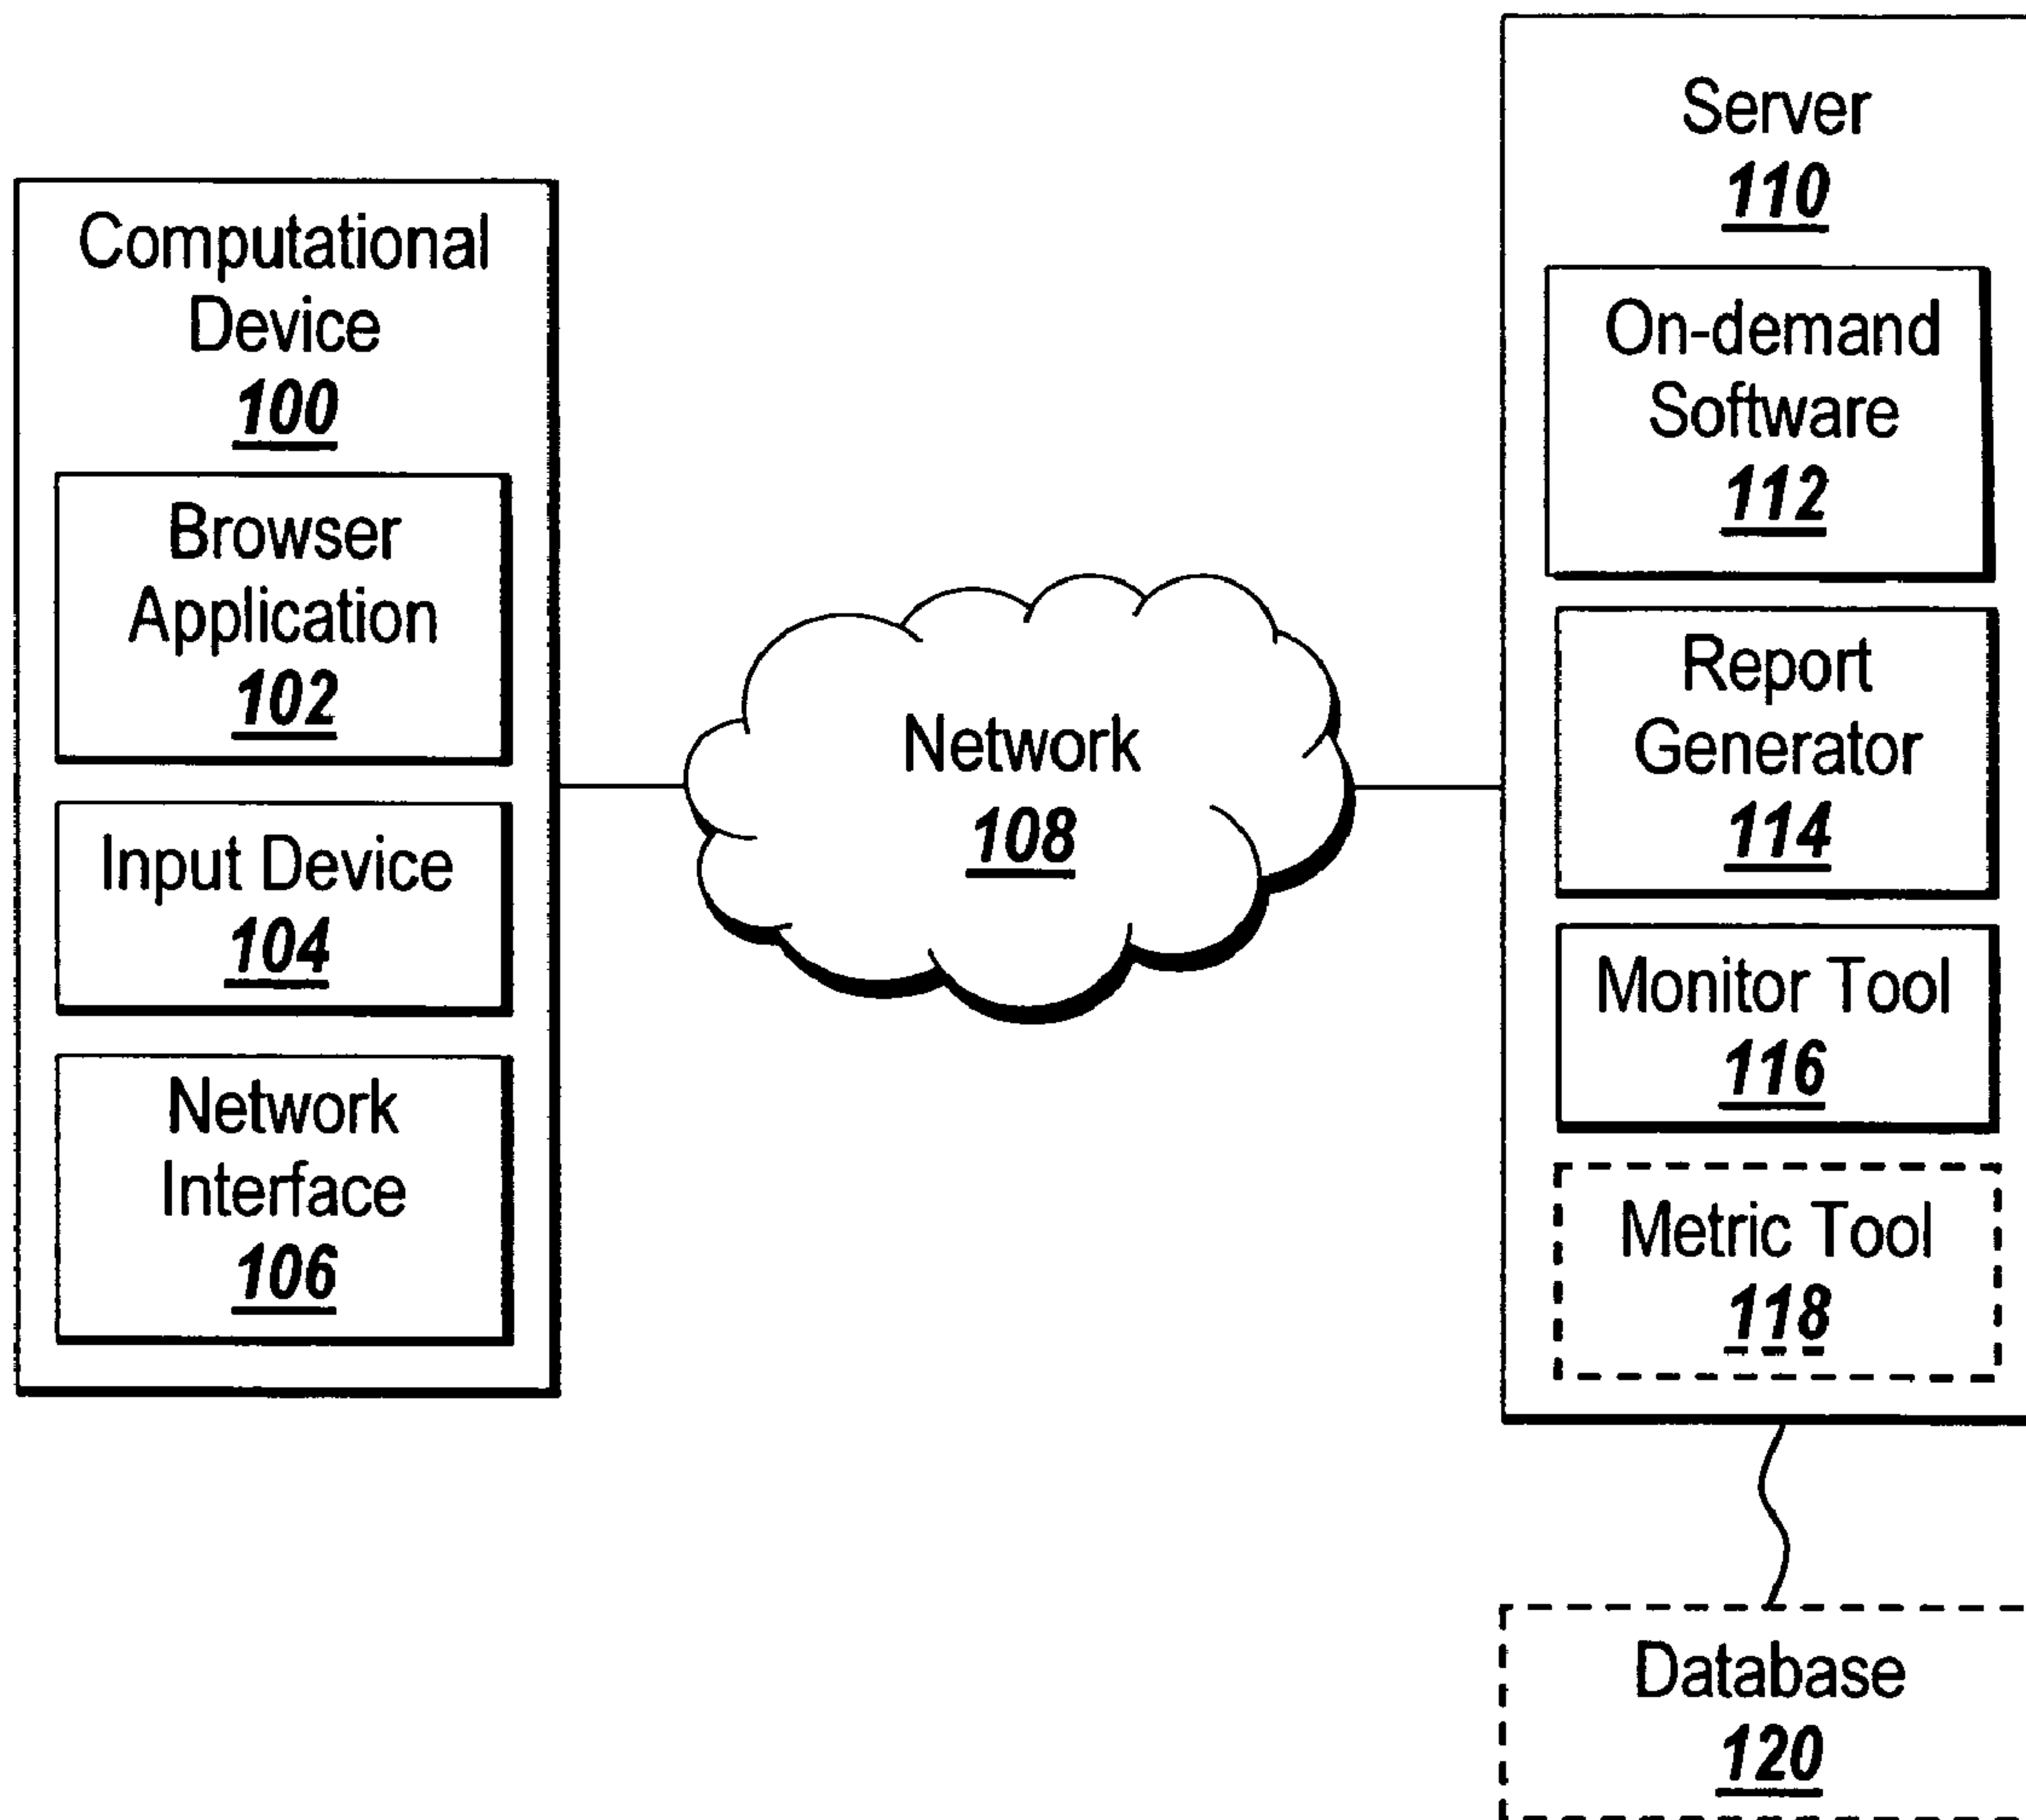 Computational
Device
100
Browser
Application
102
Input Device
104
Network
Interface
106
Network
108
Server
110
On-demand
Software
112
Report
Generator
114
Monitor Tool
116
Metric Tool
118
Database
120